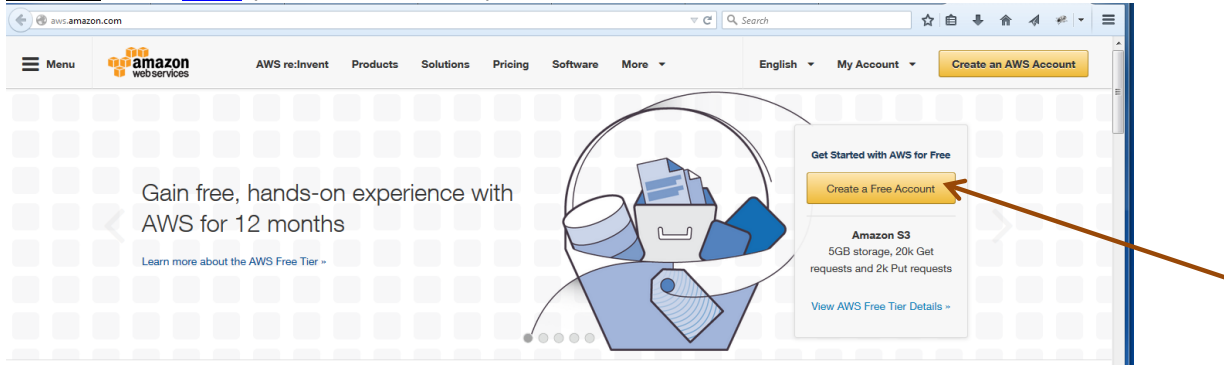 aws.amazon.com
Search
Menu
amazon
webservices
AWS re:Invent Products Solutions Pricing Software More
English My Account Create an AWS Account
Get Started with AWS for Free
Create a Free Account
Gain free, hands-on experience with
AWS for 12 months
Learn more about the AWS Free Tier »
Amazon S3
5GB storage, 20k Get
requests and 2k Put requests
View AWS Free Tier Details »